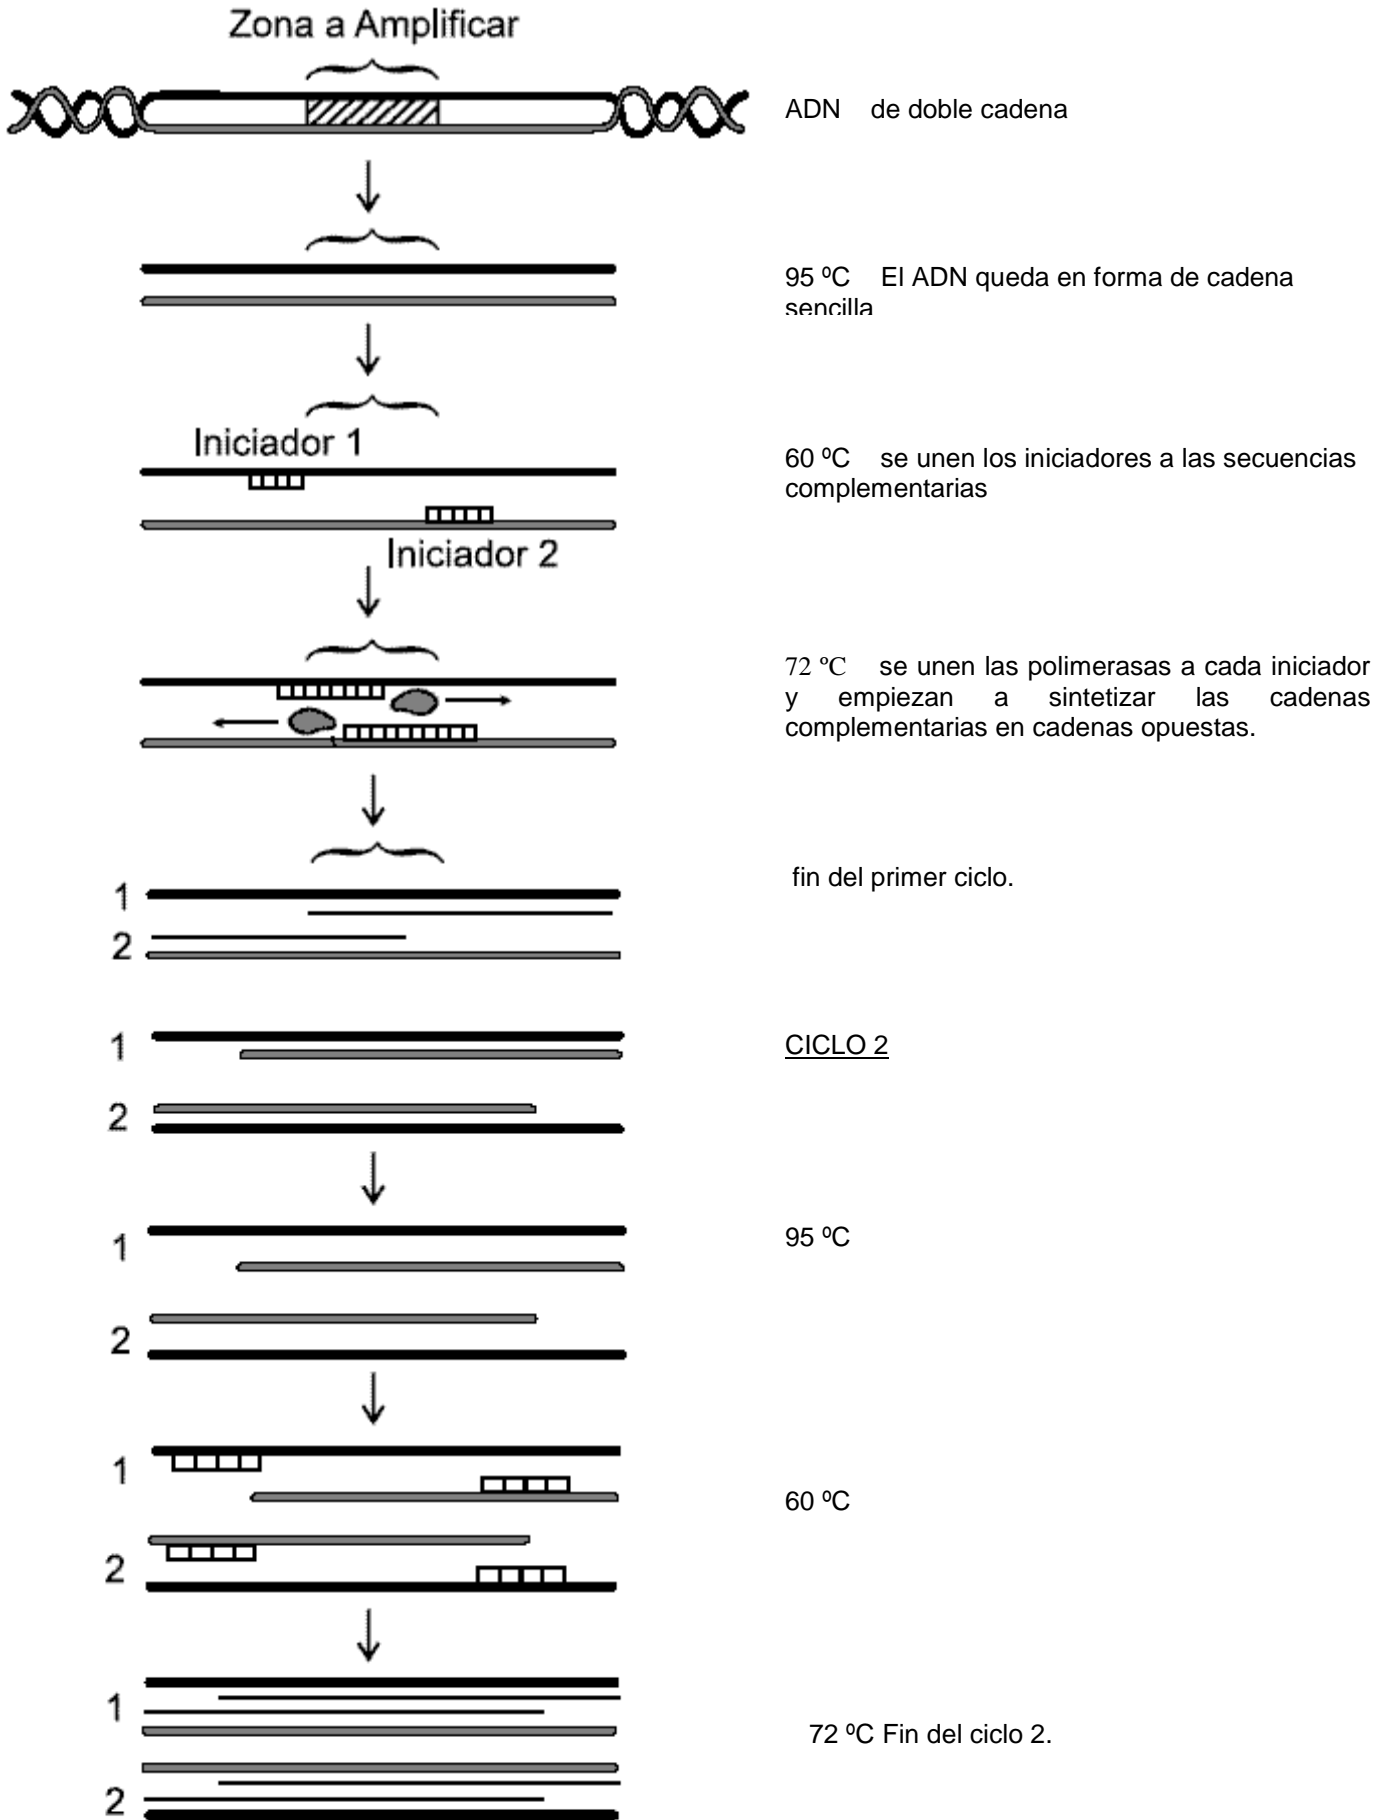 Zona a Amplificar
ADN de doble cadena
95 ºC El ADN queda en forma de cadena
sencilla
Iniciador 1
60 ºC se unen los iniciadores a las secuencias
complementarias
Iniciador 2
72 ºC se unen las polimerasas a cada iniciador
y empiezan a sintetizar las cadenas
complementarias en cadenas opuestas.
fin del primer ciclo.
1
2
1
CICLO 2
2
1
95 ºC
2
1
60 ºC
2
1
72 ºC Fin del ciclo 2.
2